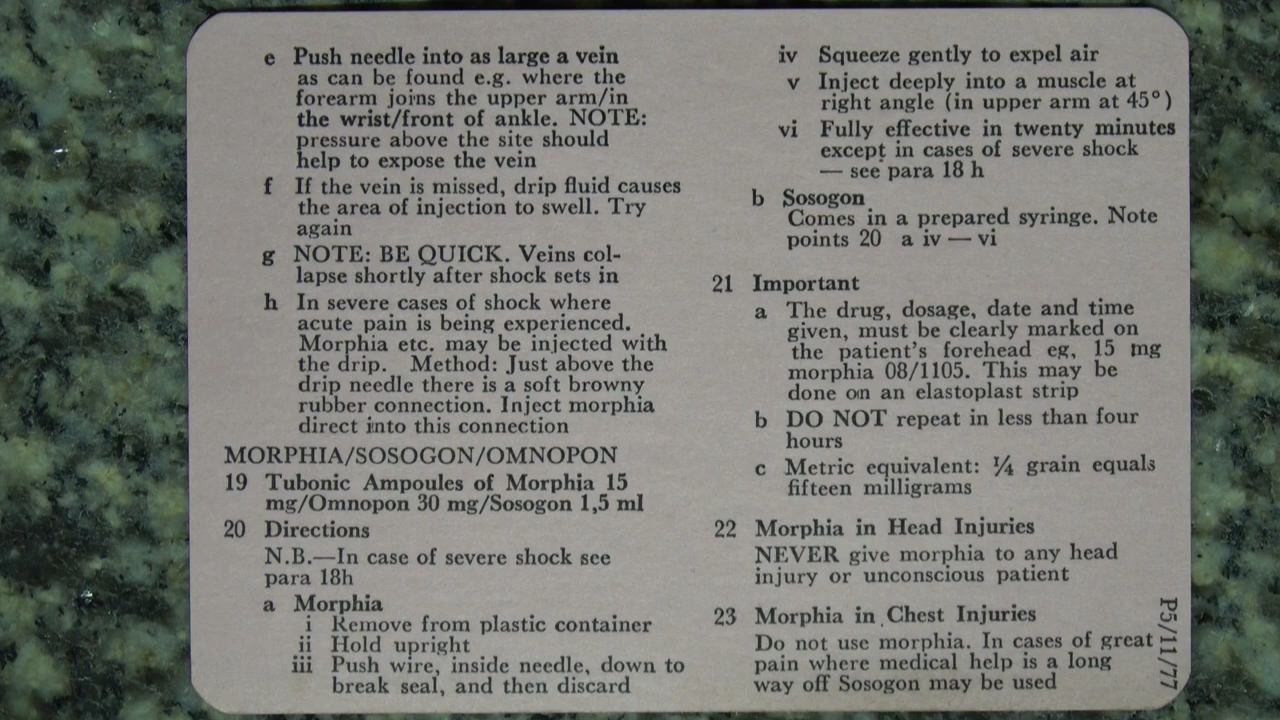 e Push needle into as large a vein
as can be found e.g. where the
forearm joins the upper arm/in
the wrist/front of ankle. NOTE:
pressure above the site should
help to expose the vein
f If the vein is missed, drip fluid causes
the area of injection to swell. Try
again
g NOTE: BE QUICK. Veins col-
lapse shortly after shock sets in
h In severe cases of shock where
acute pain is being experienced.
Morphia etc. may be injected with
the drip. Method: Just above the
drip needle there is a soft browny
rubber connection. Inject morphia
direct into this connection
MORPHIA/SOSOGON/OMNOPON
19 Tubonic Ampoules of Morphia 15
mg/Omnopon 30 mg/Sosogon 1,5 ml
20 Directions
N.B.—In case of severe shock see
para 18h
a Morphia
i Remove from plastic container
ii Hold upright
iii Push wire, inside needle, down to
break seal, and then discard
iv Squeeze gently to expel air
v Inject deeply into a muscle at
right angle (in upper arm at 45°)
vi Fully effective in twenty minutes
except in cases of severe shock
— see para 18 h
b Sosogon
Comes in a prepared syringe. Note
points 20 a iv — vi
21 Important
a The drug, dosage, date and time
given, must be clearly marked on
the patient's forehead eg, 15 mg
morphia 08/1105. This may be
done on an elastoplast strip
b DO NOT repeat in less than four
hours
c Metric equivalent: ¼ grain equals
fifteen milligrams
22 Morphia in Head Injuries
NEVER give morphia to any head
injury or unconscious patient
23 Morphia in Chest Injuries
Do not use morphia. In cases of great
pain where medical help is a long
way off Sosogon may be used
P5/11/77